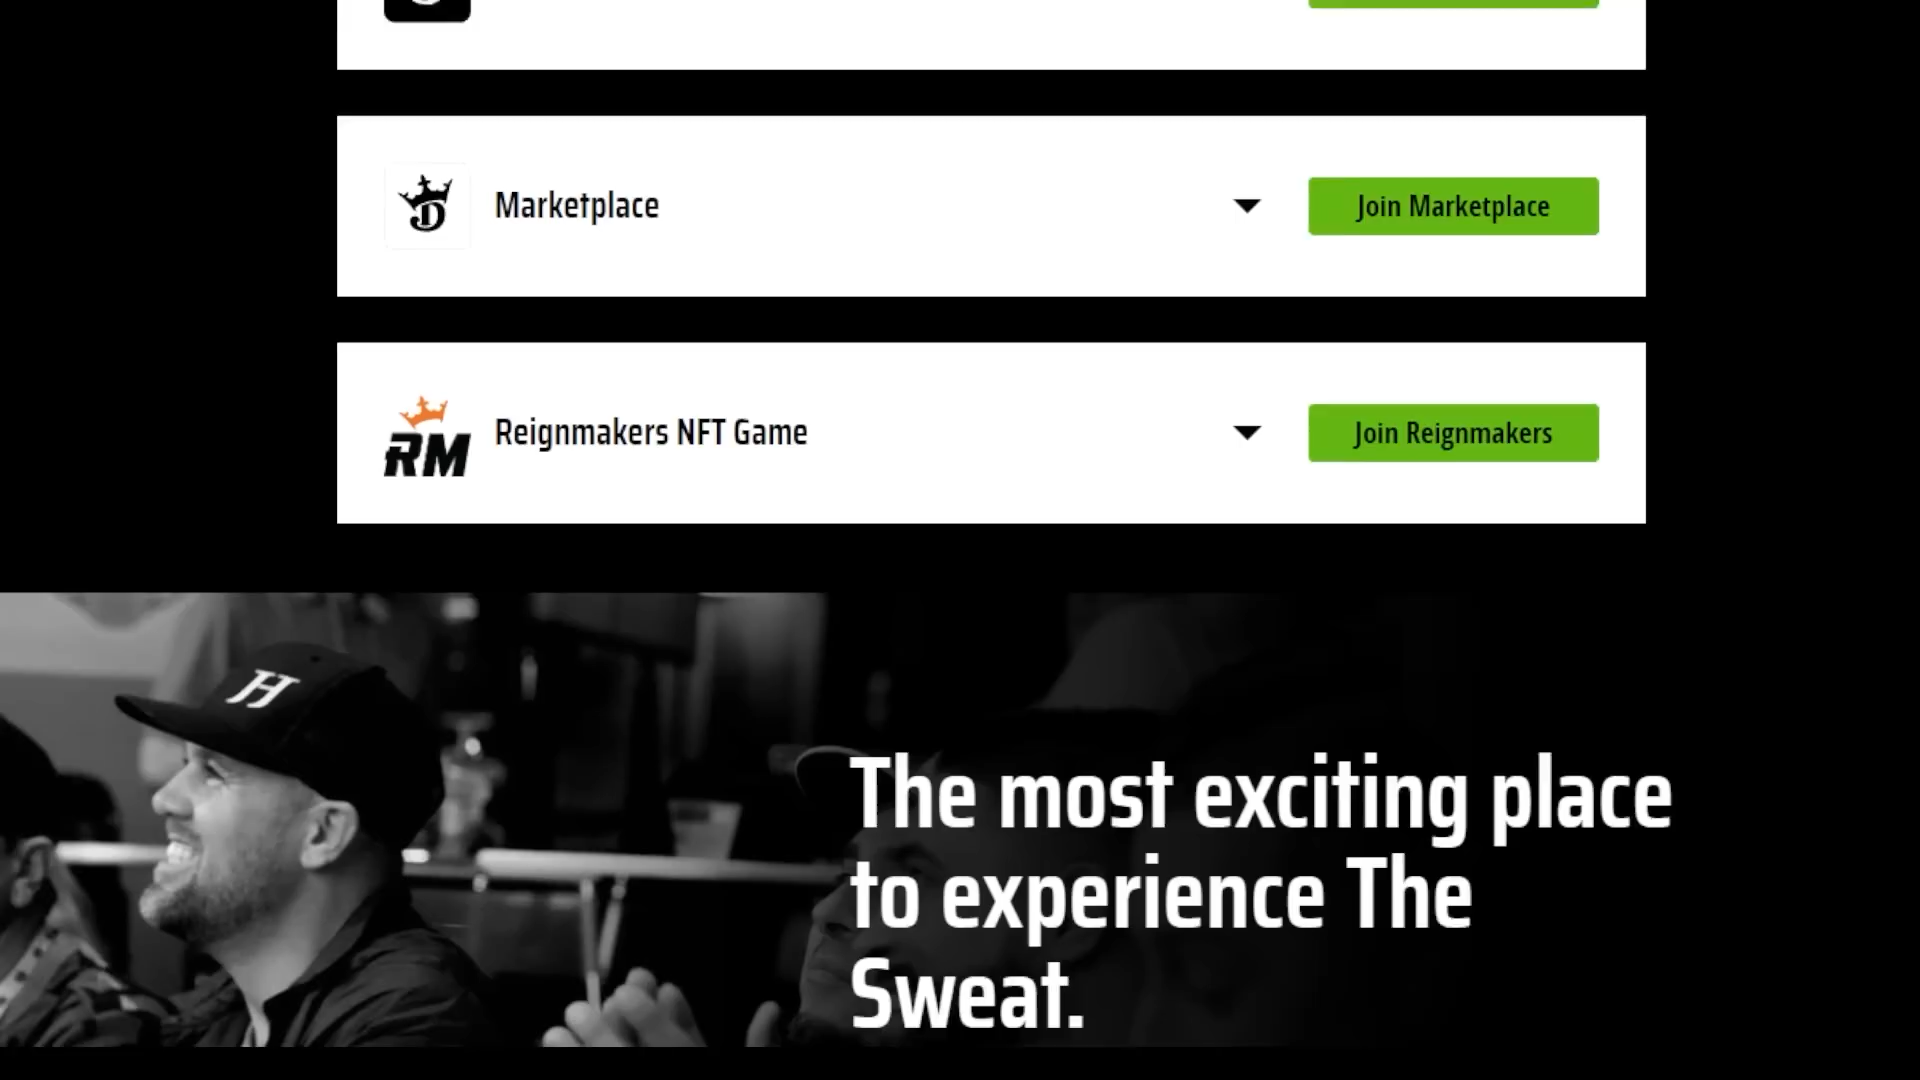 D
Marketplace
Join Marketplace
RM
Reignmakers NFT Game
Join Reignmakers
H
The most exciting place
to experience The
Sweat.